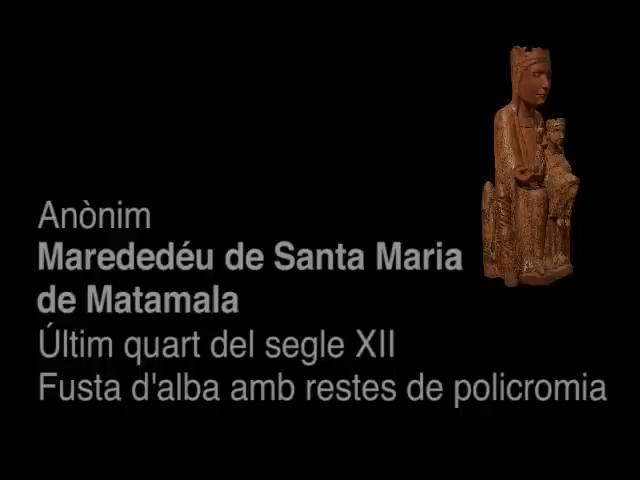 Anònim
Marededéu de Santa Maria
de Matamala
Últim quart del segle XII
Fusta d'alba amb restes de policromia